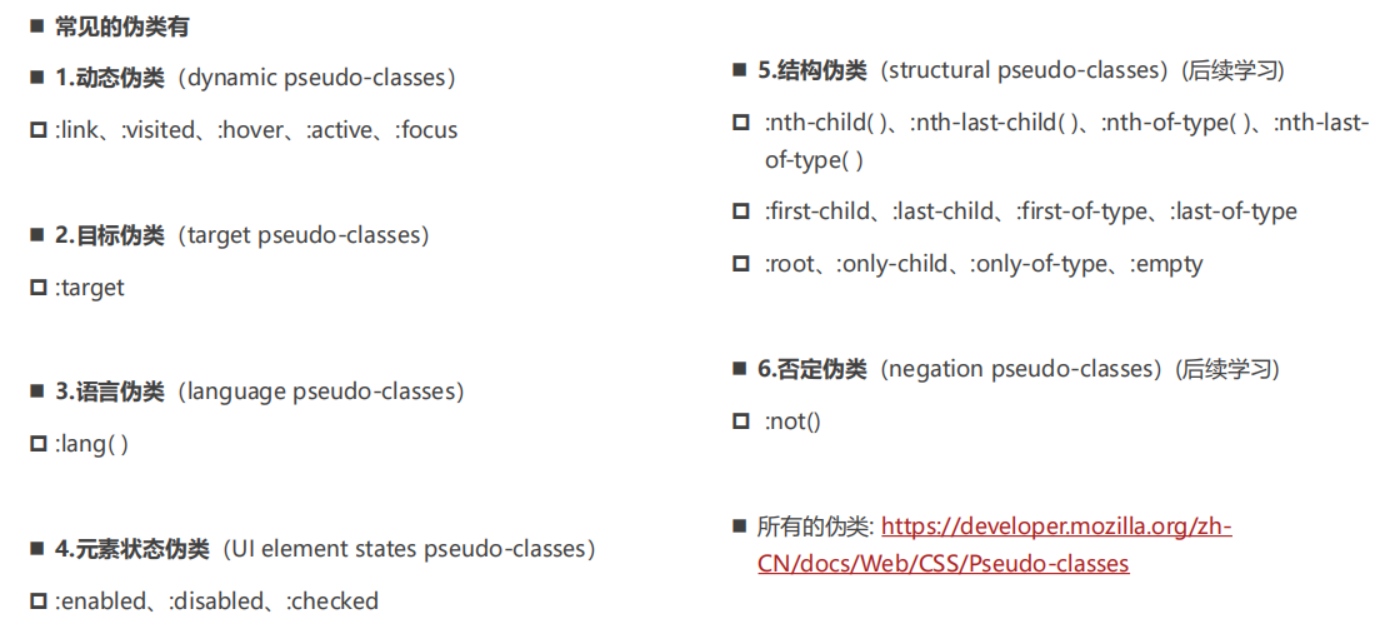 ■ 常见的伪类有
■ 1.动态伪类（dynamic pseudo-classes）
:link、:visited、:hover、:active、:focus
■ 2.目标伪类（target pseudo-classes）
:target
■ 3.语言伪类（language pseudo-classes）
:lang( )
■ 4.元素状态伪类（UI element states pseudo-classes）
:enabled、:disabled、:checked
■ 5.结构伪类（structural pseudo-classes）(后续学习)
:nth-child( )、:nth-last-child( )、:nth-of-type( )、:nth-last-
of-type( )
:first-child、:last-child、:first-of-type、:last-of-type
:root、:only-child、:only-of-type、:empty
■ 6.否定伪类（negation pseudo-classes）(后续学习)
:not()
■ 所有的伪类: https://developer.mozilla.org/zh-
CN/docs/Web/CSS/Pseudo-classes